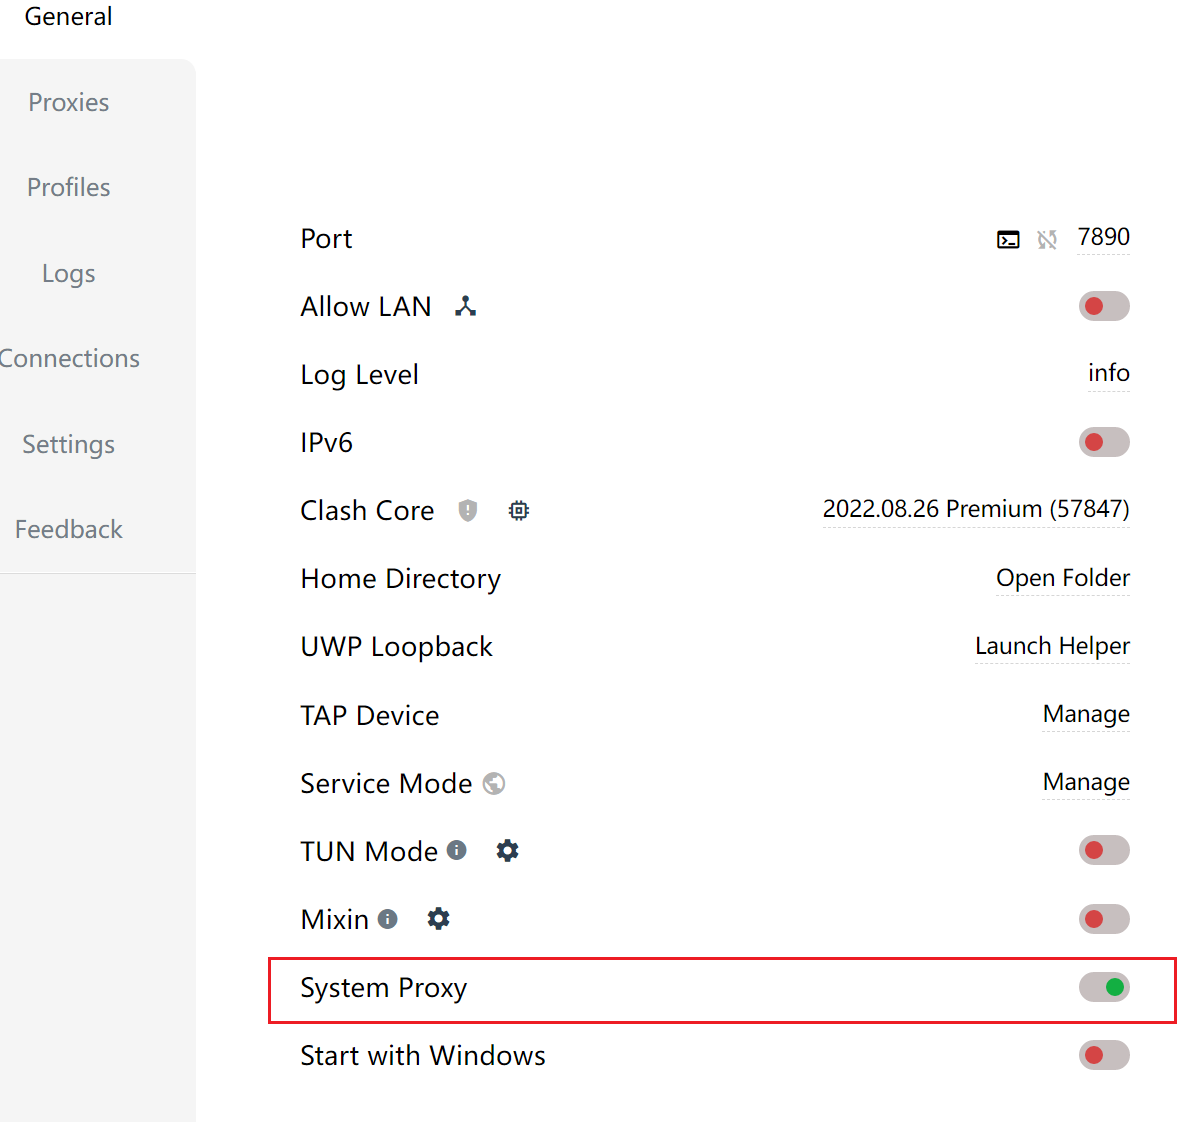 General
Proxies
Profiles
Logs
Connections
Settings
Feedback
Port 7890
Allow LAN
Log Level info
IPv6
Clash Core 2022.08.26 Premium (57847)
Home Directory Open Folder
UWP Loopback Launch Helper
TAP Device Manage
Service Mode Manage
TUN Mode
Mixin
System Proxy
Start with Windows